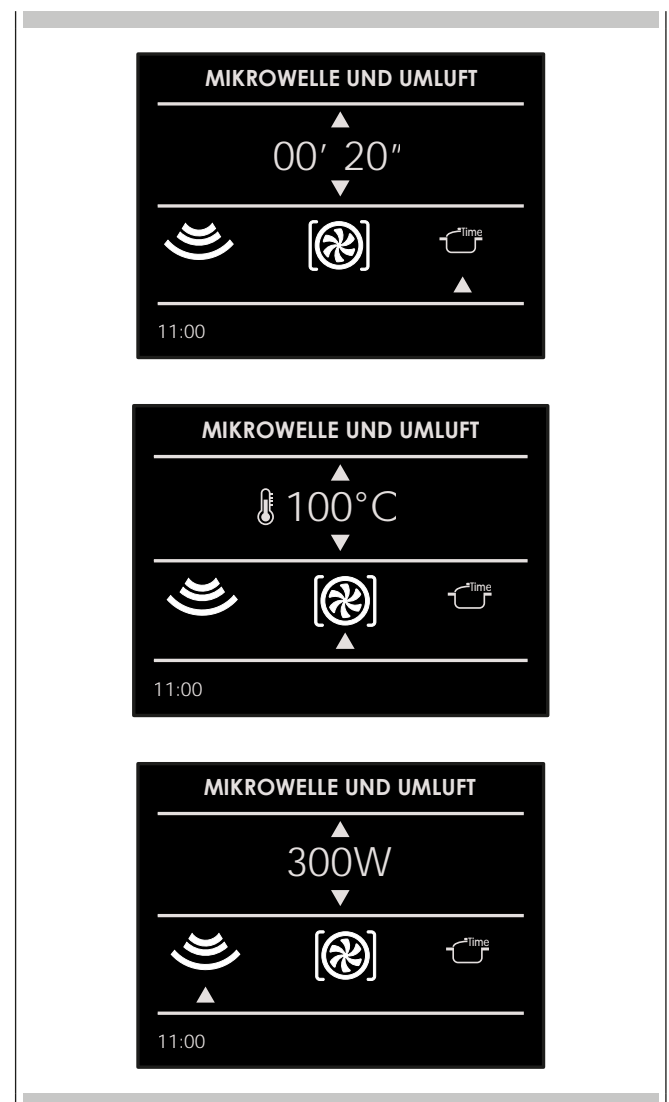 MIKROWELLE UND UMLUFT
00′ 20″
Time
11:00
MIKROWELLE UND UMLUFT
100°C
Time
11:00
MIKROWELLE UND UMLUFT
300W
Time
11:00